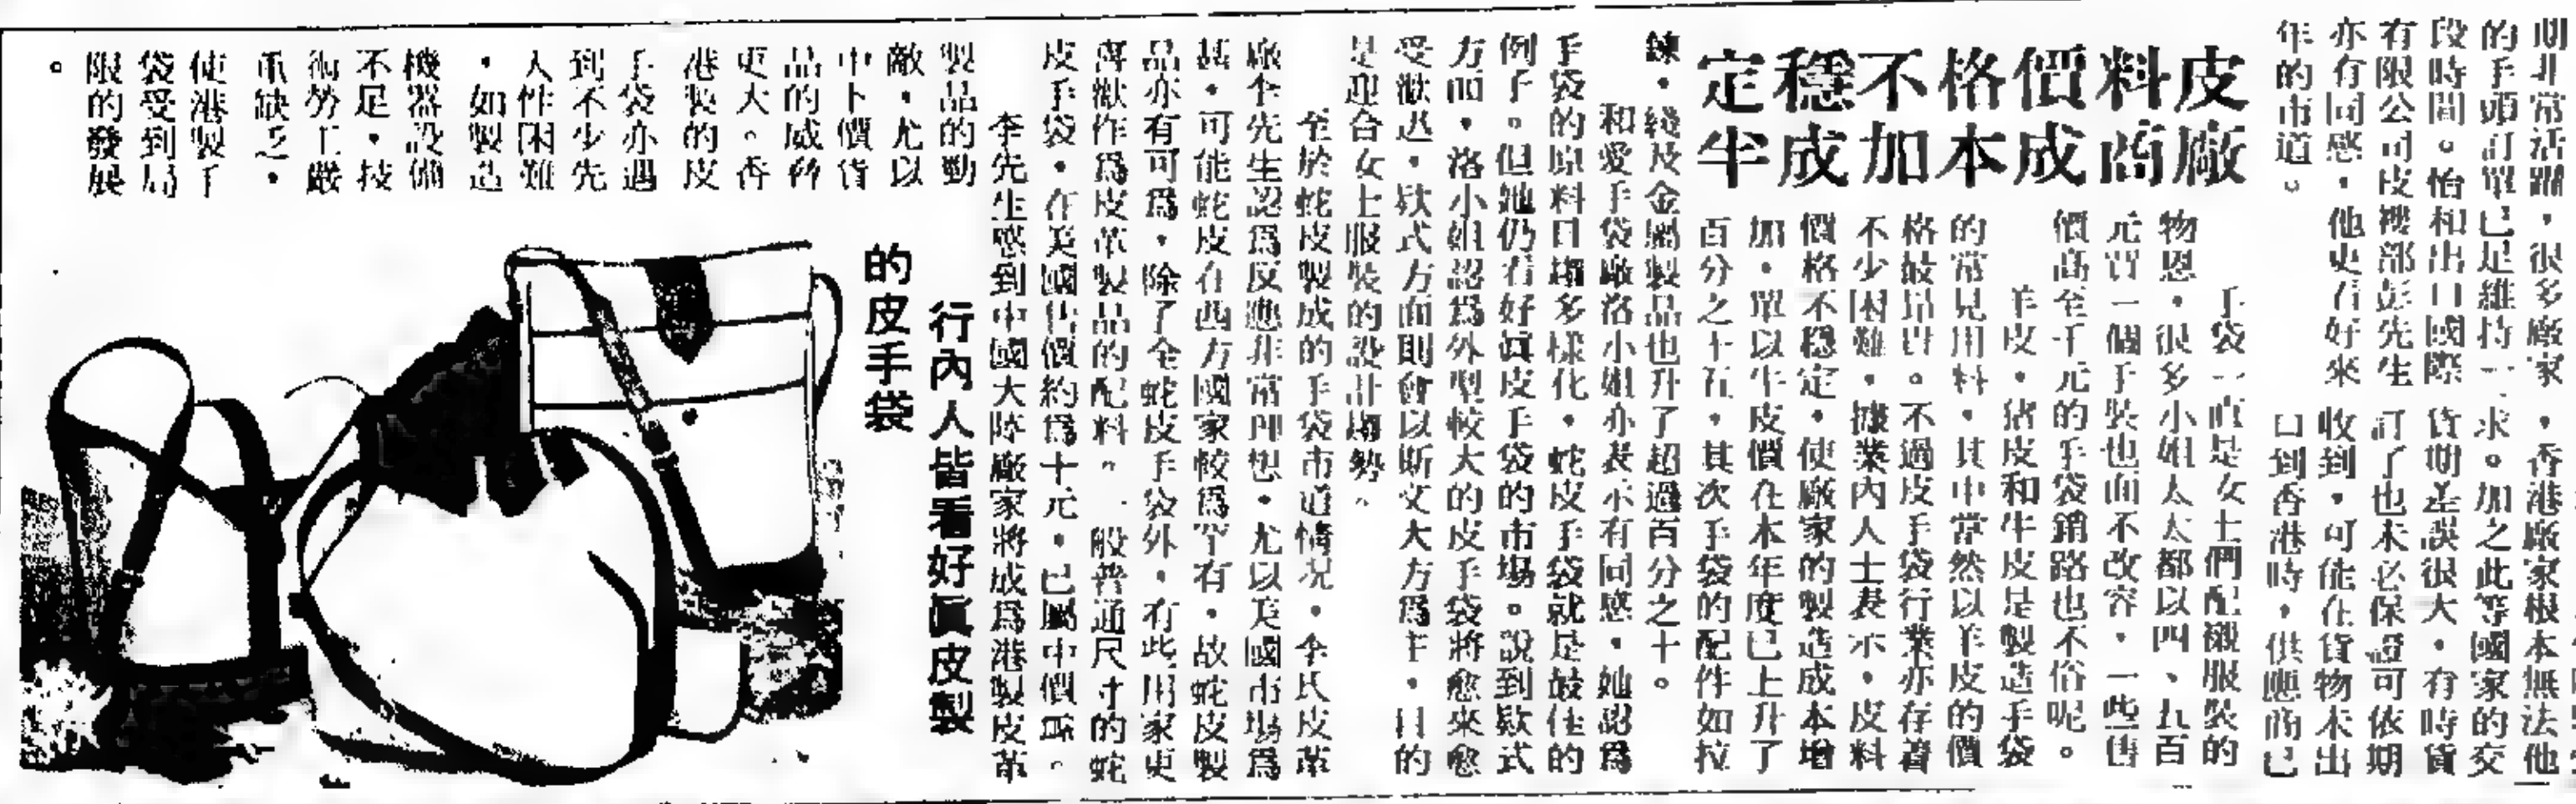 期非常活躍，很多廠家
的手頭訂單已足維持一
段時間。怡和出口國際
有限公司皮褸部彭先生
亦有同感，他更看好來
年的市道。
，香港廠家根本無法他
求。加之此等國家的交
貨期差誤很大，有時貨
訂了也未必保證可依期
收到，可能在貨物未出
口到香港時，供應商已
皮料價格不穩定
廠商成本加成半
手袋一直是女士們配襯服裝的
物恩，很多小姐太太都以四、五百
元買一個手裝也面不改容，一些售
價高至千元的手袋銷路也不俗呢。
羊皮，猪皮和牛皮是製造手袋
的常見用料，其中當然以羊皮的價
格最昂貴。不過皮手袋行業亦存着
不少困難，據業內人士表示，皮料
價格不穩定，使廠家的製造成本增
加，單以牛皮價在本年度已上升了
百分之十五，其次手袋的配件如拉
鍊，綫及金屬製品也升了超過百分之十。
和愛手袋廠洛小姐亦表示有同感，她認爲
手袋的原料日趨多樣化，蛇皮手袋就是最佳的
例子。但她仍看好眞皮手袋的市場。說到欵式
方面，洛小姐認爲外型較大的皮手袋將愈來愈
受歡迎，欵式方面則會以斯文大方爲主，目的
是迎合女士服裝的設計趨勢。
至於蛇皮製成的手袋市道情况，李氏皮革
廠李先生認爲反應非常理想，尤以美國市場爲
甚，可能蛇皮在西方國家較爲罕有，故蛇皮製
品亦有可爲，除了全蛇皮手袋外，有些用家更
喜歡作爲皮革製品的配料。一般普通尺寸的蛇
皮手袋，在美國售價約爲十元，已屬中價貨。
李先生感到中國大陸廠家將成爲港製皮革
製品的勁
敵，尤以
中下價貨
品的威脅
更大。香
港製的皮
手袋亦遇
到不少先
人件困難
，如製造
機器設備
不足，技
術勞工嚴
重缺乏，
使港製手
袋受到局
限的發展
。
行內人皆看好眞皮製
的皮手袋